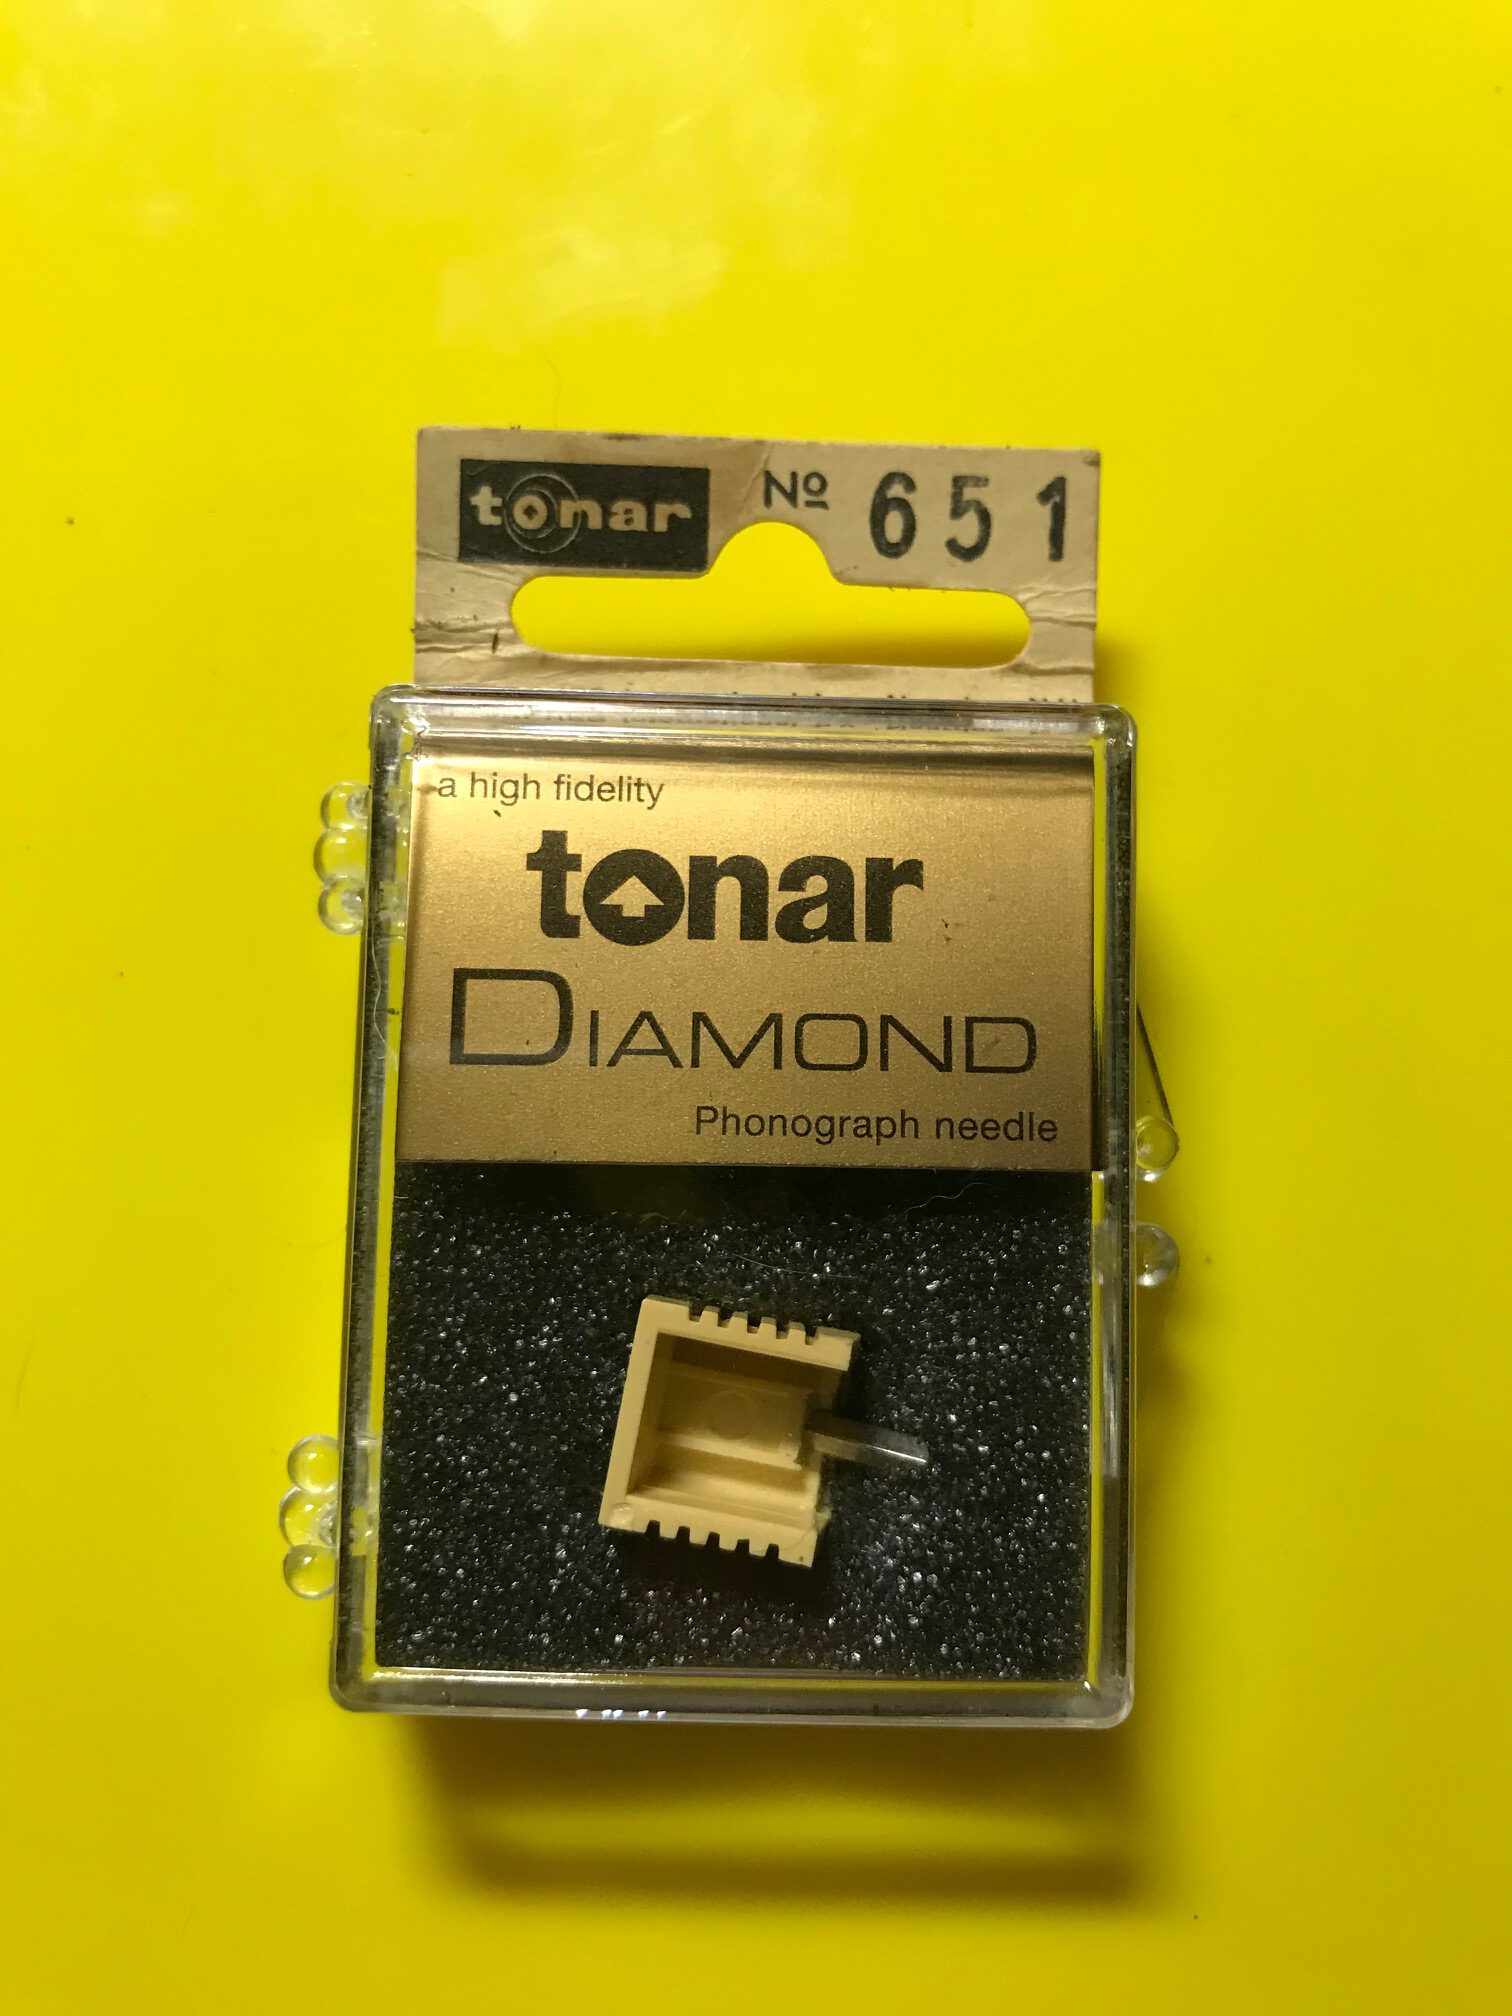 tonar Nº 651
a high fidelity
tonar
DIAMOND
Phonograph needle